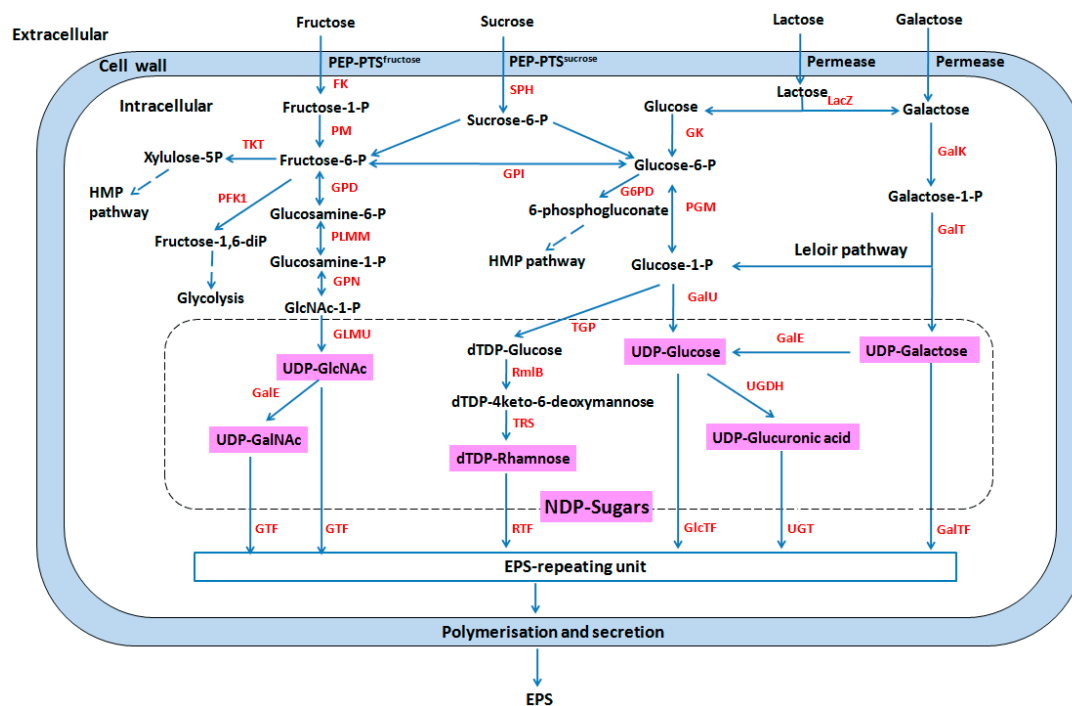 Fructose
Sucrose
Lactose
Galactose
Extracellular
Cell wall
PEP-PTSfructose
PEP-PTSsucrose
Permease
Permease
FK
SPH
Lactose
Intracellular
Fructose-1-P
Glucose
LacZ
Galactose
Sucrose-6-P
PM
GK
TKT
Xylulose-5P
Fructose-6-P
GPI
Glucose-6-P
GalK
HMP
pathway
PFK1
GPD
G6PD
Galactose-1-P
Glucosamine-6-P
6-phosphogluconate
PGM
GalT
Fructose-1,6-diP
PLMM
Leloir pathway
Glucosamine-1-P
HMP pathway
Glucose-1-P
GPN
Glycolysis
GlcNAc-1-P
GalU
GLMU
TGP
GalE
UDP-GlcNAc
dTDP-Glucose
UDP-Glucose
UDP-Galactose
GalE
RmlB
UGDH
dTDP-4keto-6-deoxymannose
TRS
UDP-GalNAc
UDP-Glucuronic acid
dTDP-Rhamnose
NDP-Sugars
GTF
GTF
RTF
GlcTF
UGT
GalTF
EPS-repeating unit
Polymerisation and secretion
EPS